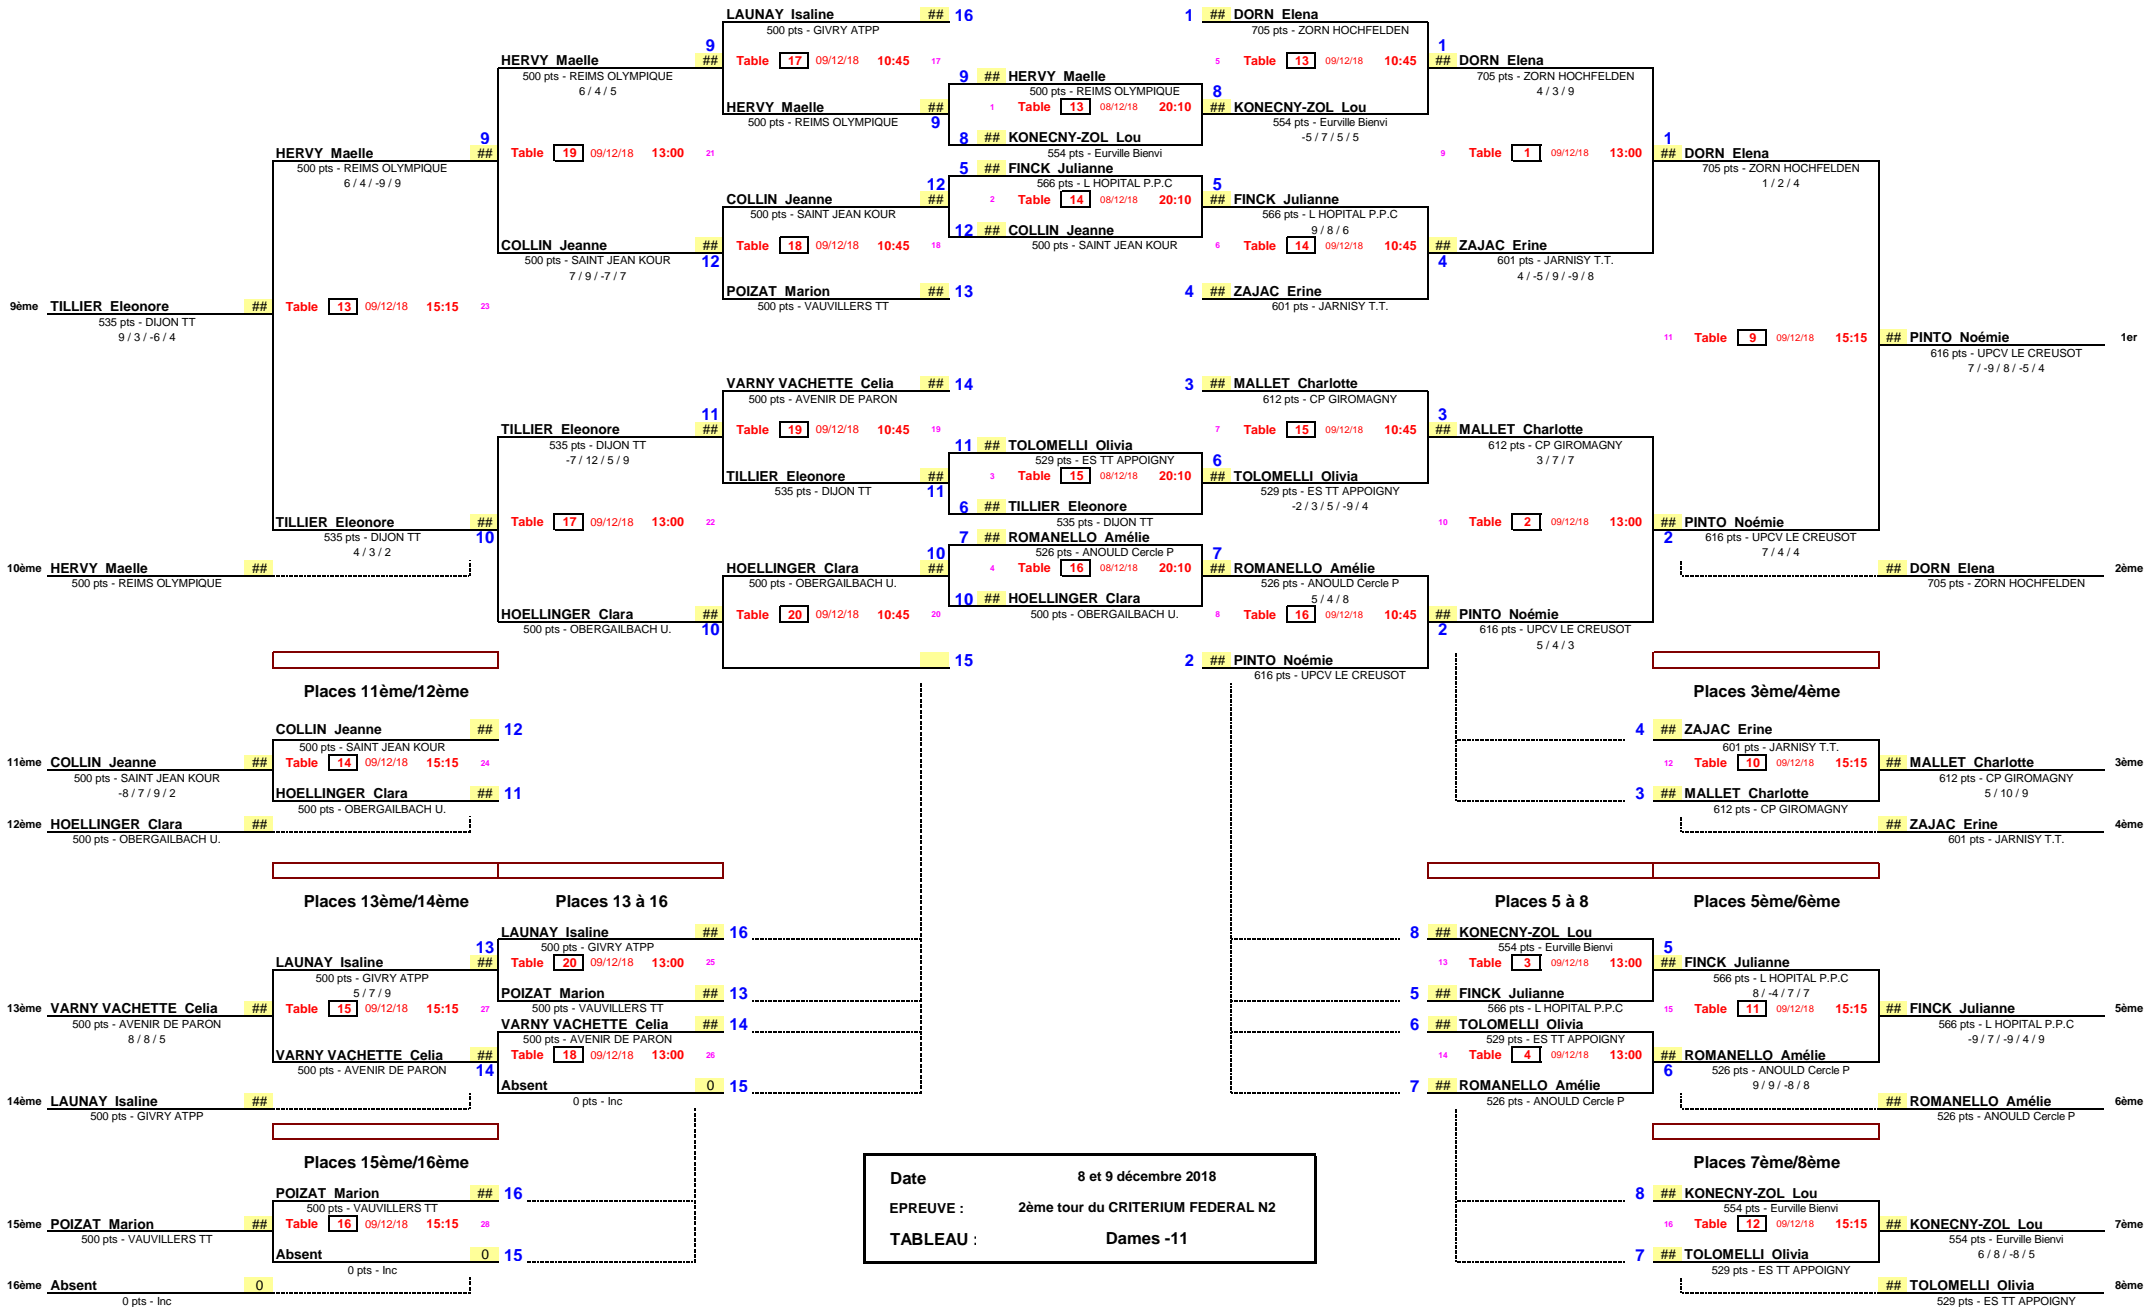 LAUNAY Isaline ## 16
500 pts - GIVRY ATPP
9
HERVY Maelle ## Table 17 09/12/18 10:45 17
500 pts - REIMS OLYMPIQUE
6 / 4 / 5
HERVY Maelle ##
500 pts - REIMS OLYMPIQUE 9
9 ## HERVY Maelle
500 pts - REIMS OLYMPIQUE
1 Table 13 08/12/18 20:10
8 ## KONECNY-ZOL Lou
554 pts - Eurville Bienvi
1 ## DORN Elena
705 pts - ZORN HOCHFELDEN
5 Table 13 09/12/18 10:45
8
## KONECNY-ZOL Lou
554 pts - Eurville Bienvi
-5 / 7 / 5 / 5
1
## DORN Elena
705 pts - ZORN HOCHFELDEN
4 / 3 / 9
9
HERVY Maelle ## Table 19 09/12/18 13:00 21
500 pts - REIMS OLYMPIQUE
6 / 4 / -9 / 9
9 Table 1 09/12/18 13:00
1
## DORN Elena
705 pts - ZORN HOCHFELDEN
1 / 2 / 4
12
COLLIN Jeanne ##
500 pts - SAINT JEAN KOUR
COLLIN Jeanne ## Table 18 09/12/18 10:45 18
500 pts - SAINT JEAN KOUR 12
7 / 9 / -7 / 7
POIZAT Marion ## 13
500 pts - VAUVILLERS TT
5 ## FINCK Julianne
566 pts - L HOPITAL P.P.C
2 Table 14 08/12/18 20:10
12 ## COLLIN Jeanne
500 pts - SAINT JEAN KOUR
5
## FINCK Julianne
566 pts - L HOPITAL P.P.C
9 / 8 / 6
6 Table 14 09/12/18 10:45
4 ## ZAJAC Erine
601 pts - JARNISY T.T.
## ZAJAC Erine
4 601 pts - JARNISY T.T.
4 / -5 / 9 / -9 / 8
9ème TILLIER Eleonore ## Table 13 09/12/18 15:15 23
535 pts - DIJON TT
9 / 3 / -6 / 4
11 Table 9 09/12/18 15:15 ## PINTO Noémie 1er
616 pts - UPCV LE CREUSOT
7 / -9 / 8 / -5 / 4
VARNY VACHETTE Celia ## 14
500 pts - AVENIR DE PARON
11
TILLIER Eleonore ## Table 19 09/12/18 10:45 19
535 pts - DIJON TT
-7 / 12 / 5 / 9
TILLIER Eleonore ##
535 pts - DIJON TT 11
11 ## TOLOMELLI Olivia
529 pts - ES TT APPOIGNY
3 Table 15 08/12/18 20:10
6 ## TILLIER Eleonore
535 pts - DIJON TT
3 ## MALLET Charlotte
612 pts - CP GIROMAGNY
7 Table 15 09/12/18 10:45
6
## TOLOMELLI Olivia
529 pts - ES TT APPOIGNY
-2 / 3 / 5 / -9 / 4
3
## MALLET Charlotte
612 pts - CP GIROMAGNY
3 / 7 / 7
TILLIER Eleonore ## Table 17 09/12/18 13:00 22
535 pts - DIJON TT 10
4 / 3 / 2
10ème HERVY Maelle ##
500 pts - REIMS OLYMPIQUE
10 Table 2 09/12/18 13:00 ## PINTO Noémie
2 616 pts - UPCV LE CREUSOT
7 / 4 / 4
## DORN Elena 2ème
705 pts - ZORN HOCHFELDEN
10
HOELLINGER Clara ##
500 pts - OBERGAILBACH U.
HOELLINGER Clara ## Table 20 09/12/18 10:45 20
500 pts - OBERGAILBACH U. 10
15
7 ## ROMANELLO Amélie
526 pts - ANOULD Cercle P
4 Table 16 08/12/18 20:10
10 ## HOELLINGER Clara
500 pts - OBERGAILBACH U.
7
## ROMANELLO Amélie
526 pts - ANOULD Cercle P
5 / 4 / 8
8 Table 16 09/12/18 10:45
2 ## PINTO Noémie
616 pts - UPCV LE CREUSOT
## PINTO Noémie
2 616 pts - UPCV LE CREUSOT
5 / 4 / 3
Places 11ème/12ème
COLLIN Jeanne ## 12
500 pts - SAINT JEAN KOUR
11ème COLLIN Jeanne ## Table 14 09/12/18 15:15 24
500 pts - SAINT JEAN KOUR
-8 / 7 / 9 / 2
HOELLINGER Clara ## 11
500 pts - OBERGAILBACH U.
12ème HOELLINGER Clara ##
500 pts - OBERGAILBACH U.
Places 3ème/4ème
4 ## ZAJAC Erine
601 pts - JARNISY T.T.
12 Table 10 09/12/18 15:15 ## MALLET Charlotte 3ème
612 pts - CP GIROMAGNY
5 / 10 / 9
3 ## MALLET Charlotte
612 pts - CP GIROMAGNY
## ZAJAC Erine 4ème
601 pts - JARNISY T.T.
Places 13ème/14ème Places 13 à 16
LAUNAY Isaline ## 16
500 pts - GIVRY ATPP
13
LAUNAY Isaline ## Table 20 09/12/18 13:00 25
500 pts - GIVRY ATPP
5 / 7 / 9
POIZAT Marion ## 13
500 pts - VAUVILLERS TT
13ème VARNY VACHETTE Celia ## Table 15 09/12/18 15:15 27
500 pts - AVENIR DE PARON
8 / 8 / 5
VARNY VACHETTE Celia ## 14
500 pts - AVENIR DE PARON
VARNY VACHETTE Celia ## Table 18 09/12/18 13:00 26
500 pts - AVENIR DE PARON 14
Absent 0 15
0 pts - Inc
14ème LAUNAY Isaline ##
500 pts - GIVRY ATPP
Places 5 à 8 Places 5ème/6ème
8 ## KONECNY-ZOL Lou
554 pts - Eurville Bienvi
13 Table 3 09/12/18 13:00
5
## FINCK Julianne
566 pts - L HOPITAL P.P.C
8 / -4 / 7 / 7
5 ## FINCK Julianne
566 pts - L HOPITAL P.P.C
15 Table 11 09/12/18 15:15 ## FINCK Julianne 5ème
566 pts - L HOPITAL P.P.C
-9 / 7 / -9 / 4 / 9
6 ## TOLOMELLI Olivia
529 pts - ES TT APPOIGNY
14 Table 4 09/12/18 13:00 ## ROMANELLO Amélie
6 526 pts - ANOULD Cercle P
9 / 9 / -8 / 8
7 ## ROMANELLO Amélie
526 pts - ANOULD Cercle P
## ROMANELLO Amélie 6ème
526 pts - ANOULD Cercle P
Places 15ème/16ème
POIZAT Marion ## 16
500 pts - VAUVILLERS TT
15ème POIZAT Marion ## Table 16 09/12/18 15:15 28
500 pts - VAUVILLERS TT
Absent 0 15
0 pts - Inc
16ème Absent 0
0 pts - Inc
Date 8 et 9 décembre 2018
EPREUVE : 2ème tour du CRITERIUM FEDERAL N2
TABLEAU : Dames -11
Places 7ème/8ème
8 ## KONECNY-ZOL Lou
554 pts - Eurville Bienvi
16 Table 12 09/12/18 15:15 ## KONECNY-ZOL Lou 7ème
554 pts - Eurville Bienvi
6 / 8 / -8 / 5
7 ## TOLOMELLI Olivia
529 pts - ES TT APPOIGNY
## TOLOMELLI Olivia 8ème
529 pts - ES TT APPOIGNY